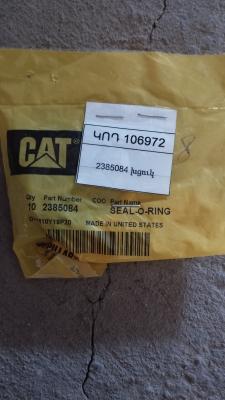 ԿՈԴ 106972
2385084 խցուկ
8
CAT
Qty Part Number COO Part Name
10 2385084 SEAL-O-RING
MADE IN UNITED STATES